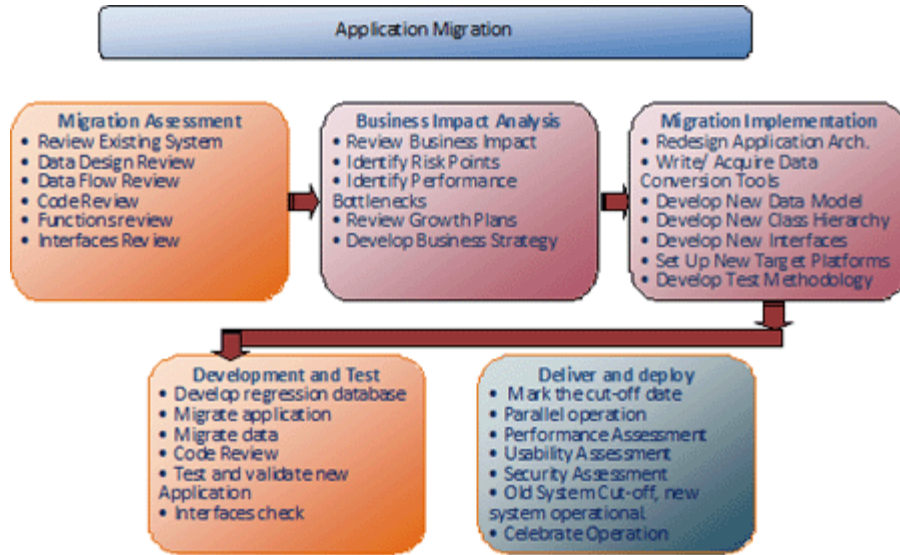 Application Migration
Migration Assessment
• Review Existing System
• Data Design Review
• Data Flow Review
• Code Review
• Functions review
• Interfaces Review
Business Impact Analysis
• Review Business Impact
• Identify Risk Points
• Identify Performance
Bottlenecks
• Review Growth Plans
• Develop Business Strategy
Migration Implementation
• Redesign Application Arch.
• Write/ Acquire Data
Conversion Tools
• Develop New Data Model
• Develop New Class Hierarchy
• Develop New Interfaces
• Set Up New Target Platforms
• Develop Test Methodology
Development and Test
• Develop regression database
• Migrate application
• Migrate data
• Code Review
• Test and validate new
Application
• Interfaces check
Deliver and deploy
• Mark the cut-off date
• Parallel operation
• Performance Assessment
• Usability Assessment
• Security Assessment
• Old System Cut-off, new
system operational.
• Celebrate Operation